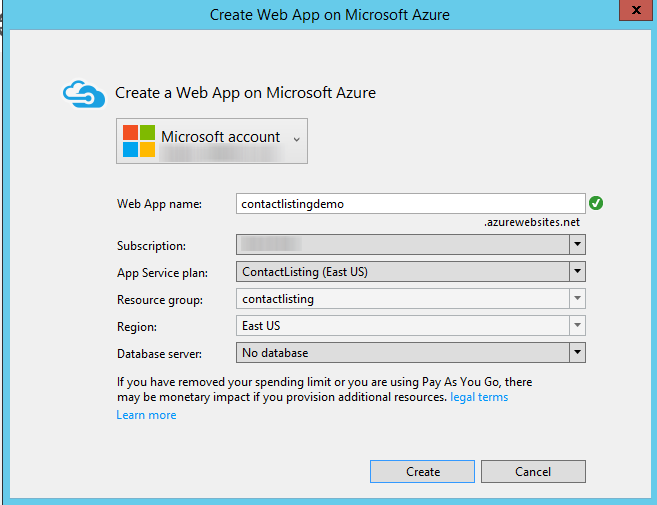 Create Web App on Microsoft Azure
x
Create a Web App on Microsoft Azure
Microsoft account
Web App name: contactlistingdemo
.azurewebsites.net
Subscription:
App Service plan: ContactListing (East US)
Resource group: contactlisting
Region: East US
Database server: No database
If you have removed your spending limit or you are using Pay As You Go, there
may be monetary impact if you provision additional resources. legal terms
Learn more
Create Cancel